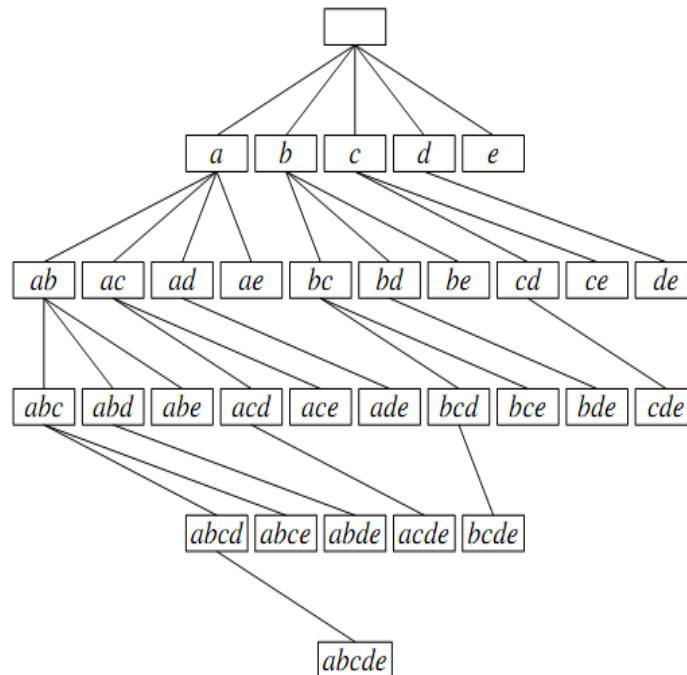 a b c d e
ab ac ad ae bc bd be cd ce de
abc abd abe acd ace ade bcd bce bde cde
abcd abce abde acde bcde
abcde